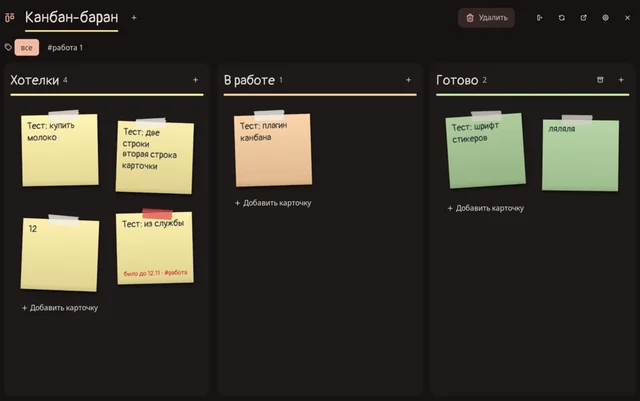 Канбан-баран
Удалить
все
#работа 1
Хотелки 4
Тест: купить
молоко
Тест: две
строки
вторая строка
карточки
12
Тест: из службы
было до 12.11 · #работа
+ Добавить карточку
В работе 1
Тест: плагин
канбана
+ Добавить карточку
Готово 2
Тест: шрифт
стикеров
ляляля
+ Добавить карточку